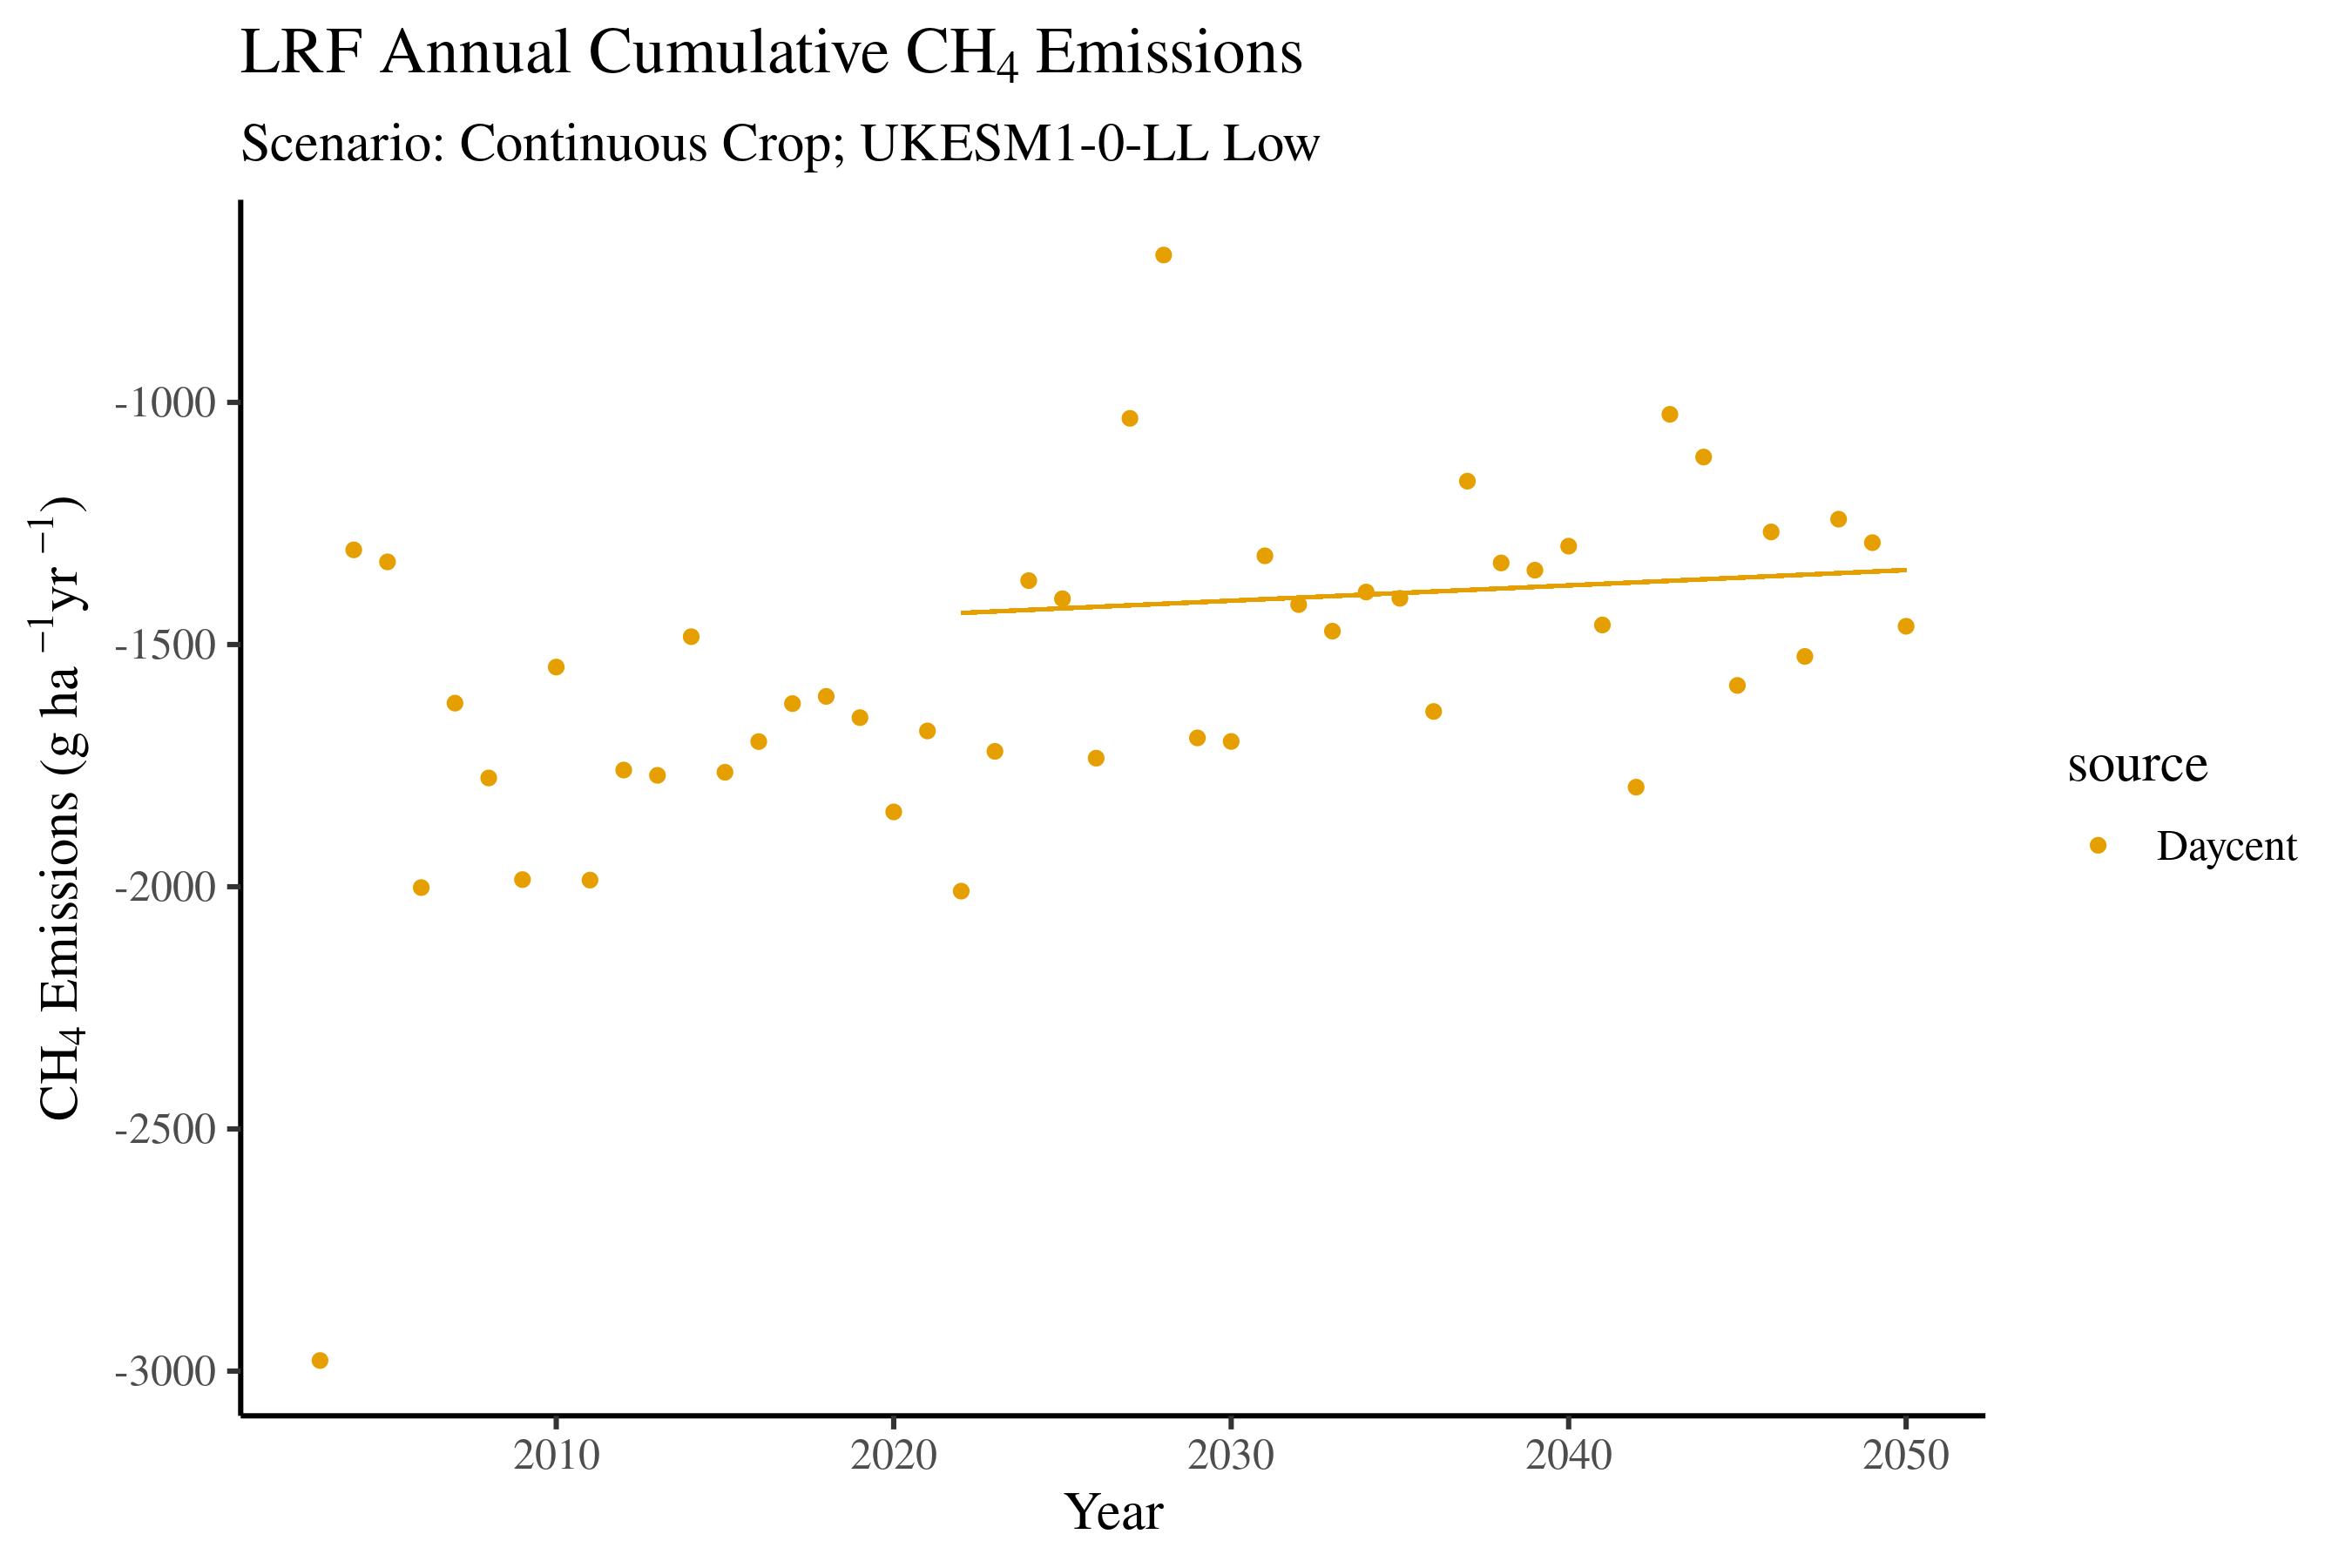 LRF Annual Cumulative CH₄ Emissions
Scenario: Continuous Crop; UKESM1-0-LL Low
CH₄ Emissions (g ha ⁻¹yr ⁻¹)
-1000
-1500
-2000
-2500
-3000
2010 2020 2030 2040 2050
Year
source
Daycent